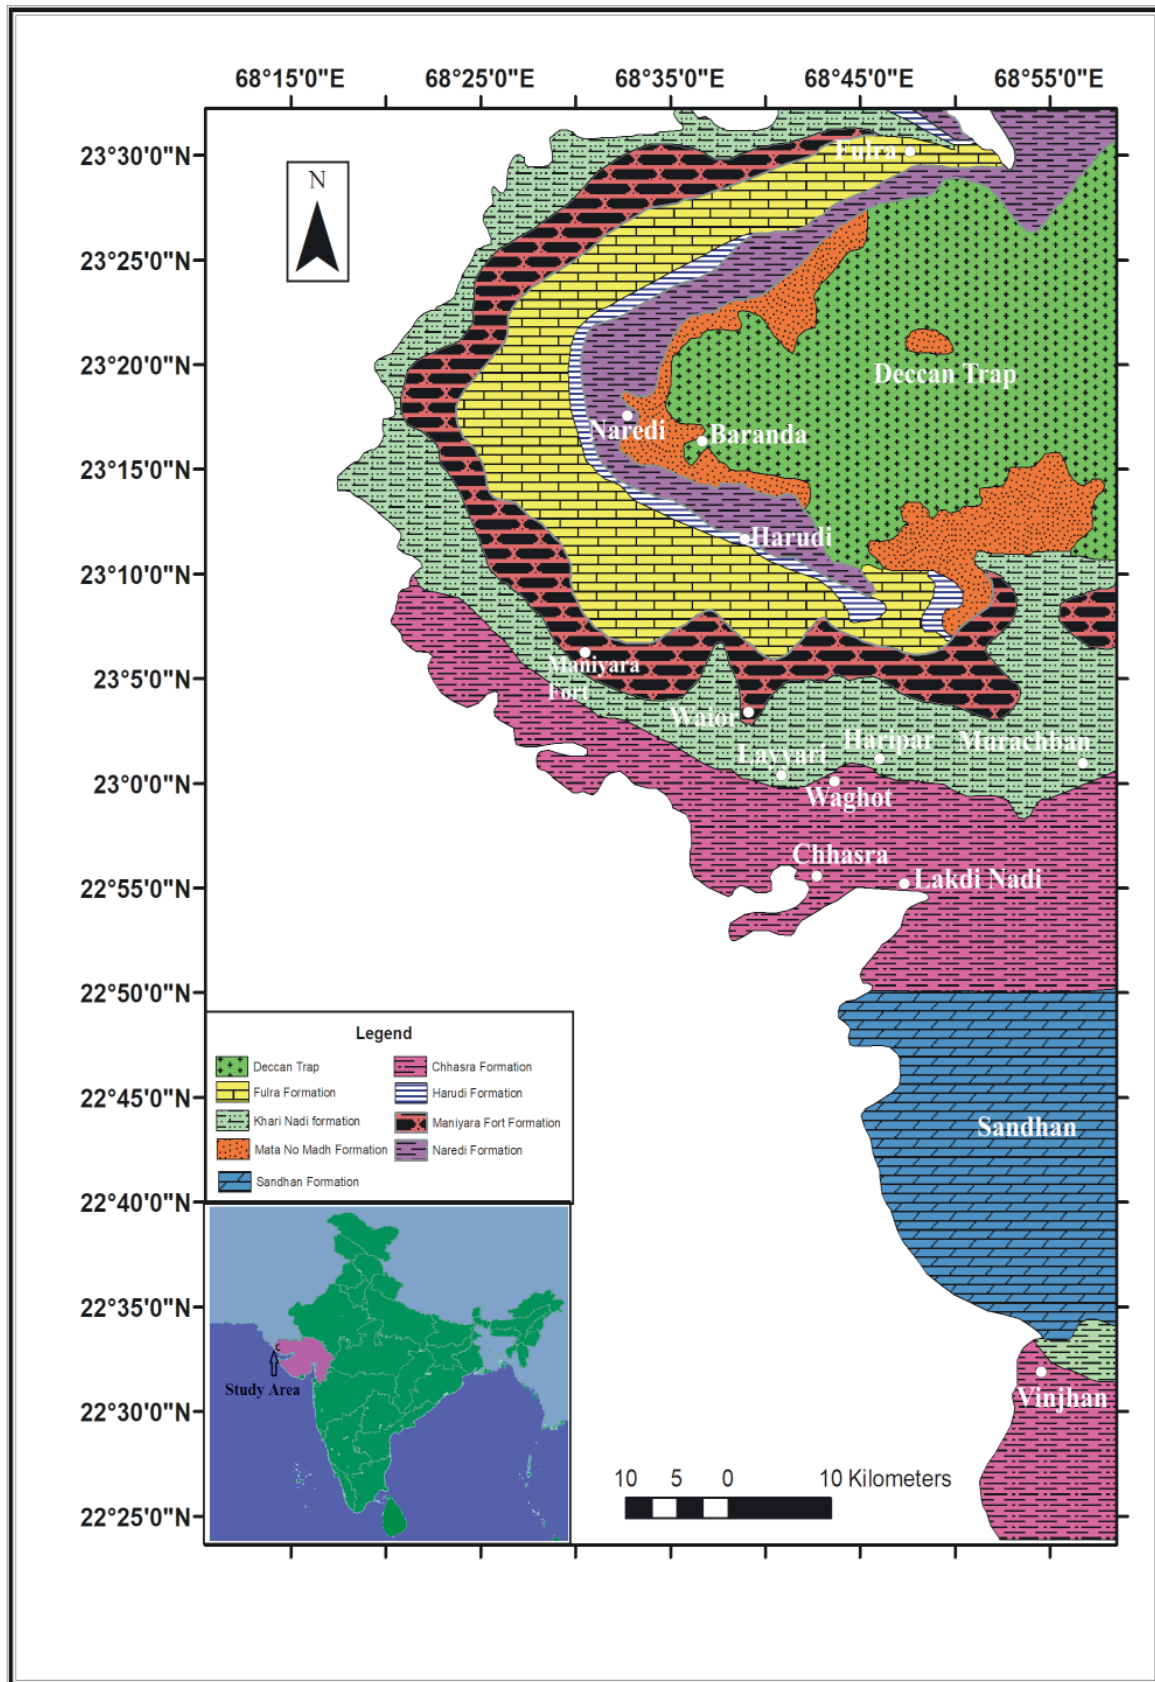 68°15'0"E 68°25'0"E 68°35'0"E 68°45'0"E 68°55'0"E
23°30'0"N
23°25'0"N
23°20'0"N
23°15'0"N
23°10'0"N
23°5'0"N
23°0'0"N
22°55'0"N
22°50'0"N
22°45'0"N
22°40'0"N
22°35'0"N
22°30'0"N
22°25'0"N
N
Fulra
Deccan Trap
Naredi
Baranda
Harudi
Maniyara
Fort
Waior
Layyari
Haripar
Murachban
Waghot
Chhasra
Lakdi Nadi
Sandhan
Vinjhan
Legend
Deccan Trap
Chhasra Formation
Fulra Formation
Harudi Formation
Khari Nadi formation
Maniyara Fort Formation
Mata No Madh Formation
Naredi Formation
Sandhan Formation
Study Area
10 5 0 10 Kilometers